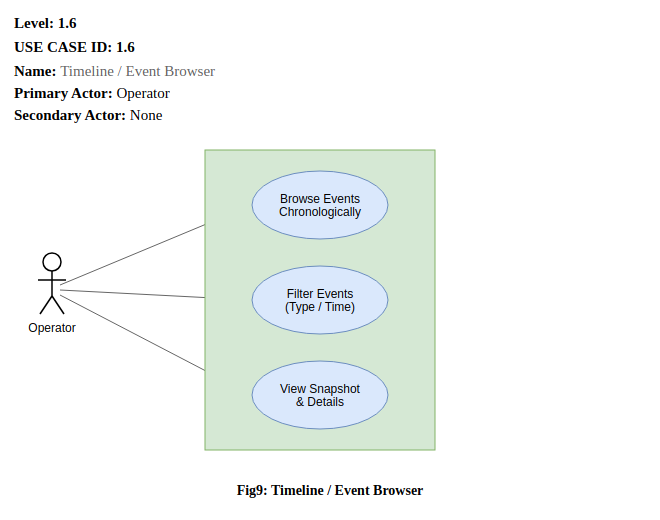 Level: 1.6
USE CASE ID: 1.6
Name: Timeline / Event Browser
Primary Actor: Operator
Secondary Actor: None
Browse Events
Chronologically
Filter Events
(Type / Time)
Operator
View Snapshot
& Details
Fig9: Timeline / Event Browser